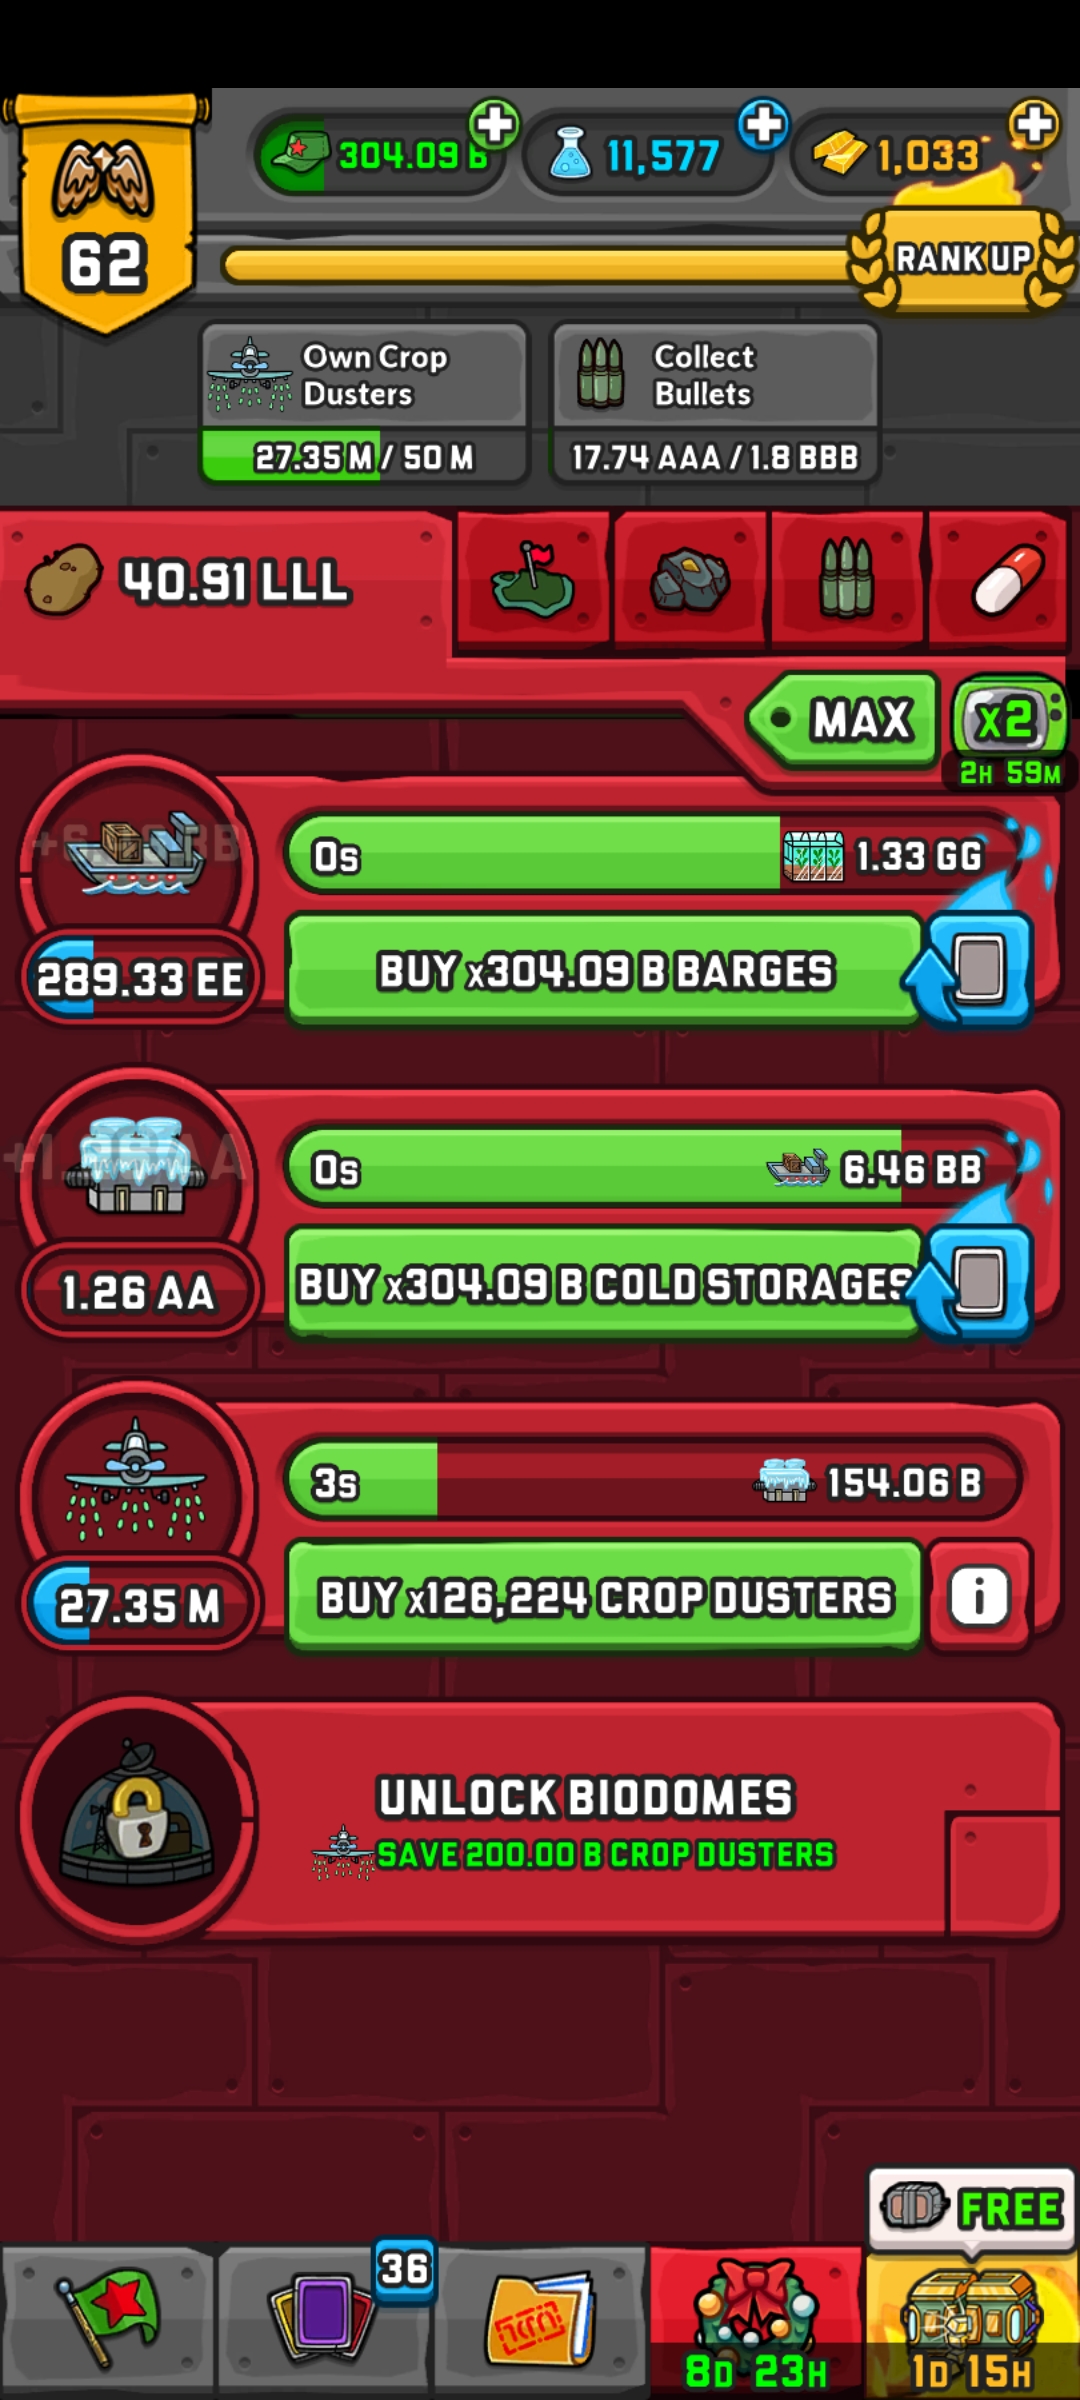 304.09 B
11,577
1,033
62
RANK UP
Own Crop
Dusters
27.35 M / 50 M
Collect
Bullets
17.74 AAA / 1.8 BBB
40.91 LLL
MAX
x2
2H 59M
0s
1.33 GG
289.33 EE
BUY x304.09 B BARGES
0s
6.46 BB
1.26 AA
BUY x304.09 B COLD STORAGES
3s
154.06 B
27.35 M
BUY x126,224 CROP DUSTERS
i
UNLOCK BIODOMES
SAVE 200.00 B CROP DUSTERS
FREE
36
8D 23H
1D 15H